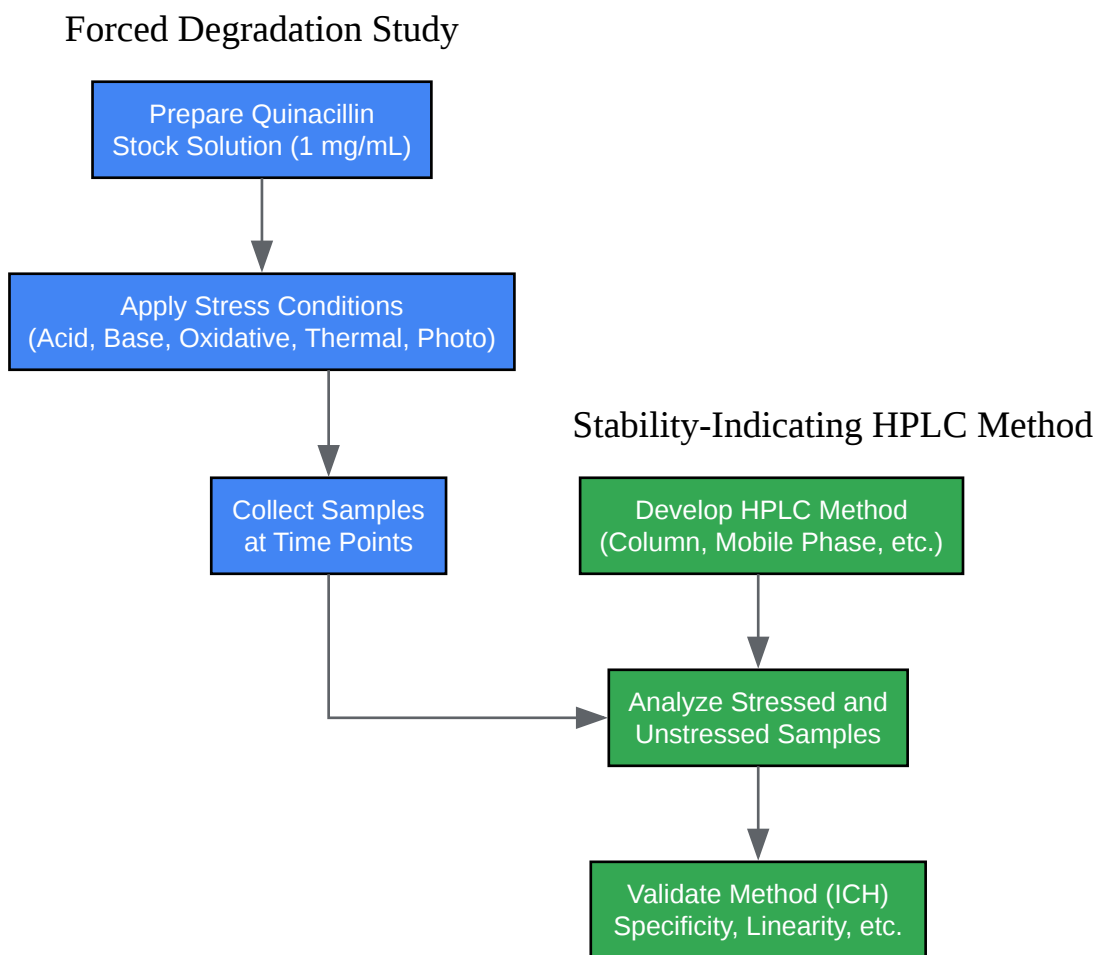 Forced Degradation Study
Prepare Quinacillin
Stock Solution (1 mg/mL)
Apply Stress Conditions
(Acid, Base, Oxidative, Thermal, Photo)
Collect Samples
at Time Points
Stability-Indicating HPLC Method
Develop HPLC Method
(Column, Mobile Phase, etc.)
Analyze Stressed and
Unstressed Samples
Validate Method (ICH)
Specificity, Linearity, etc.